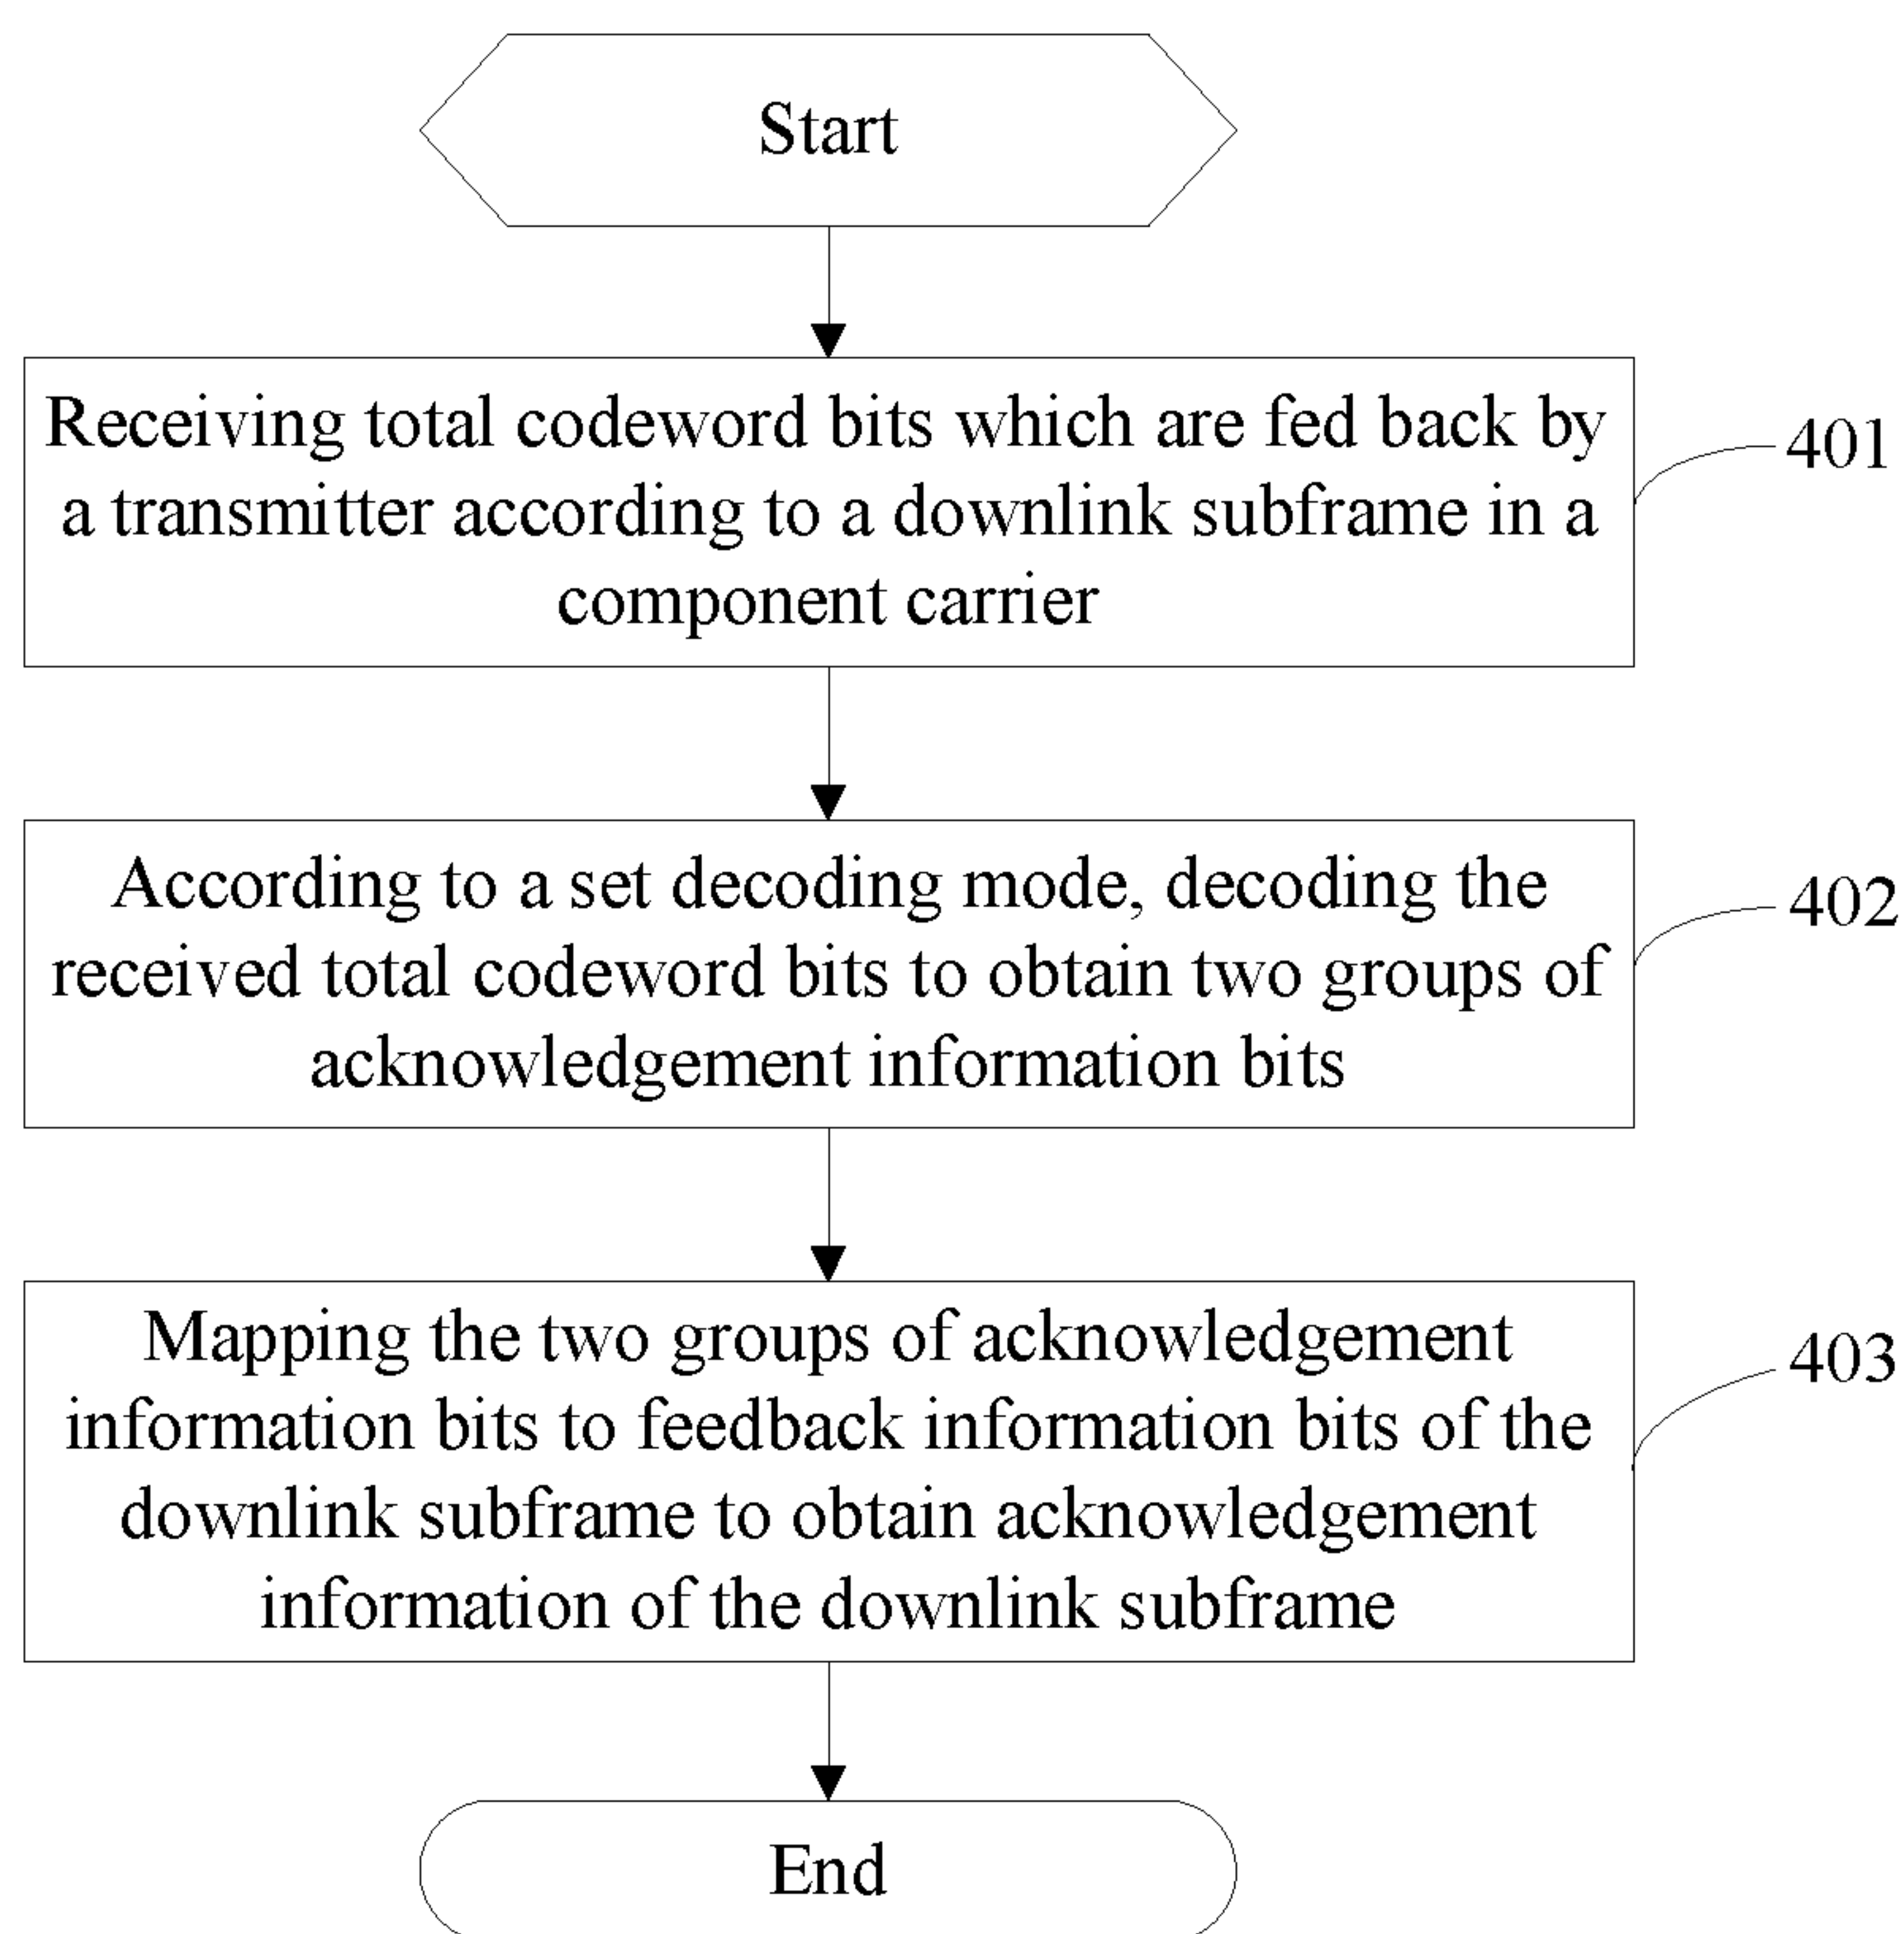 Start
Receiving total codeword bits which are fed back by
a transmitter according to a downlink subframe in a
component carrier
401
According to a set decoding mode, decoding the
received total codeword bits to obtain two groups of
acknowledgement information bits
402
Mapping the two groups of acknowledgement
information bits to feedback information bits of the
downlink subframe to obtain acknowledgement
information of the downlink subframe
403
End